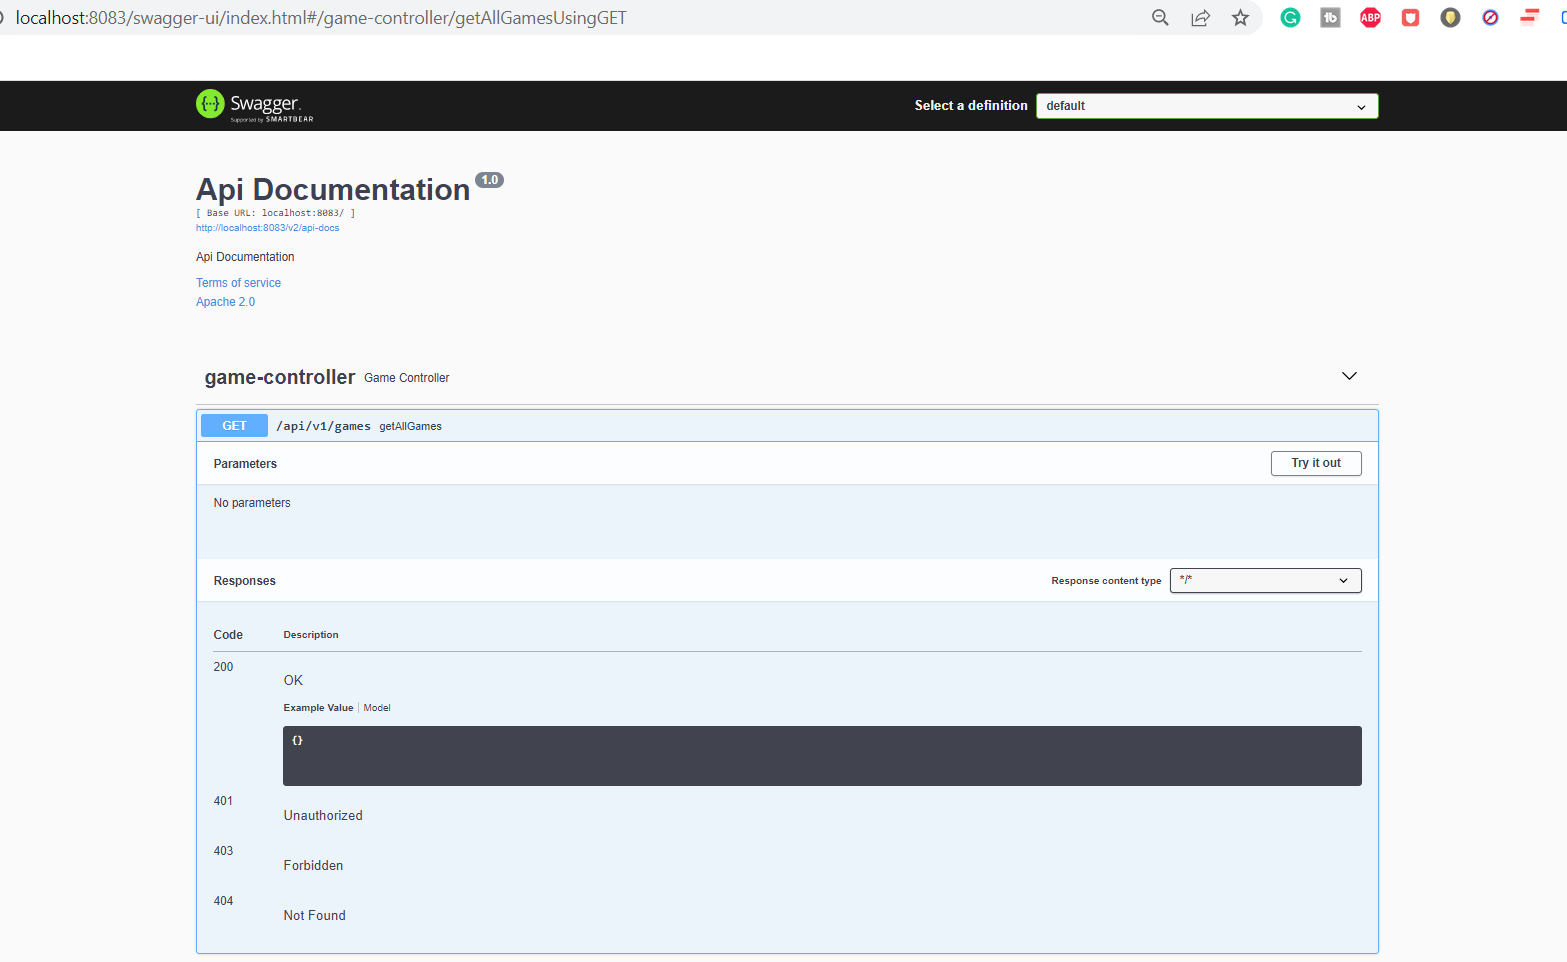 localhost:8083/swagger-ui/index.html#/game-controller/getAllGamesUsingGET
G
tb
ABP
{···} Swagger.
Supported by SMARTBEAR
Select a definition
default
Api Documentation 1.0
[ Base URL: localhost:8083/ ]
http://localhost:8083/v2/api-docs
Api Documentation
Terms of service
Apache 2.0
game-controller Game Controller
GET /api/v1/games getAllGames
Parameters
Try it out
No parameters
Responses
Response content type
*/*
Code
Description
200
OK
Example Value | Model
{}
401
Unauthorized
403
Forbidden
404
Not Found